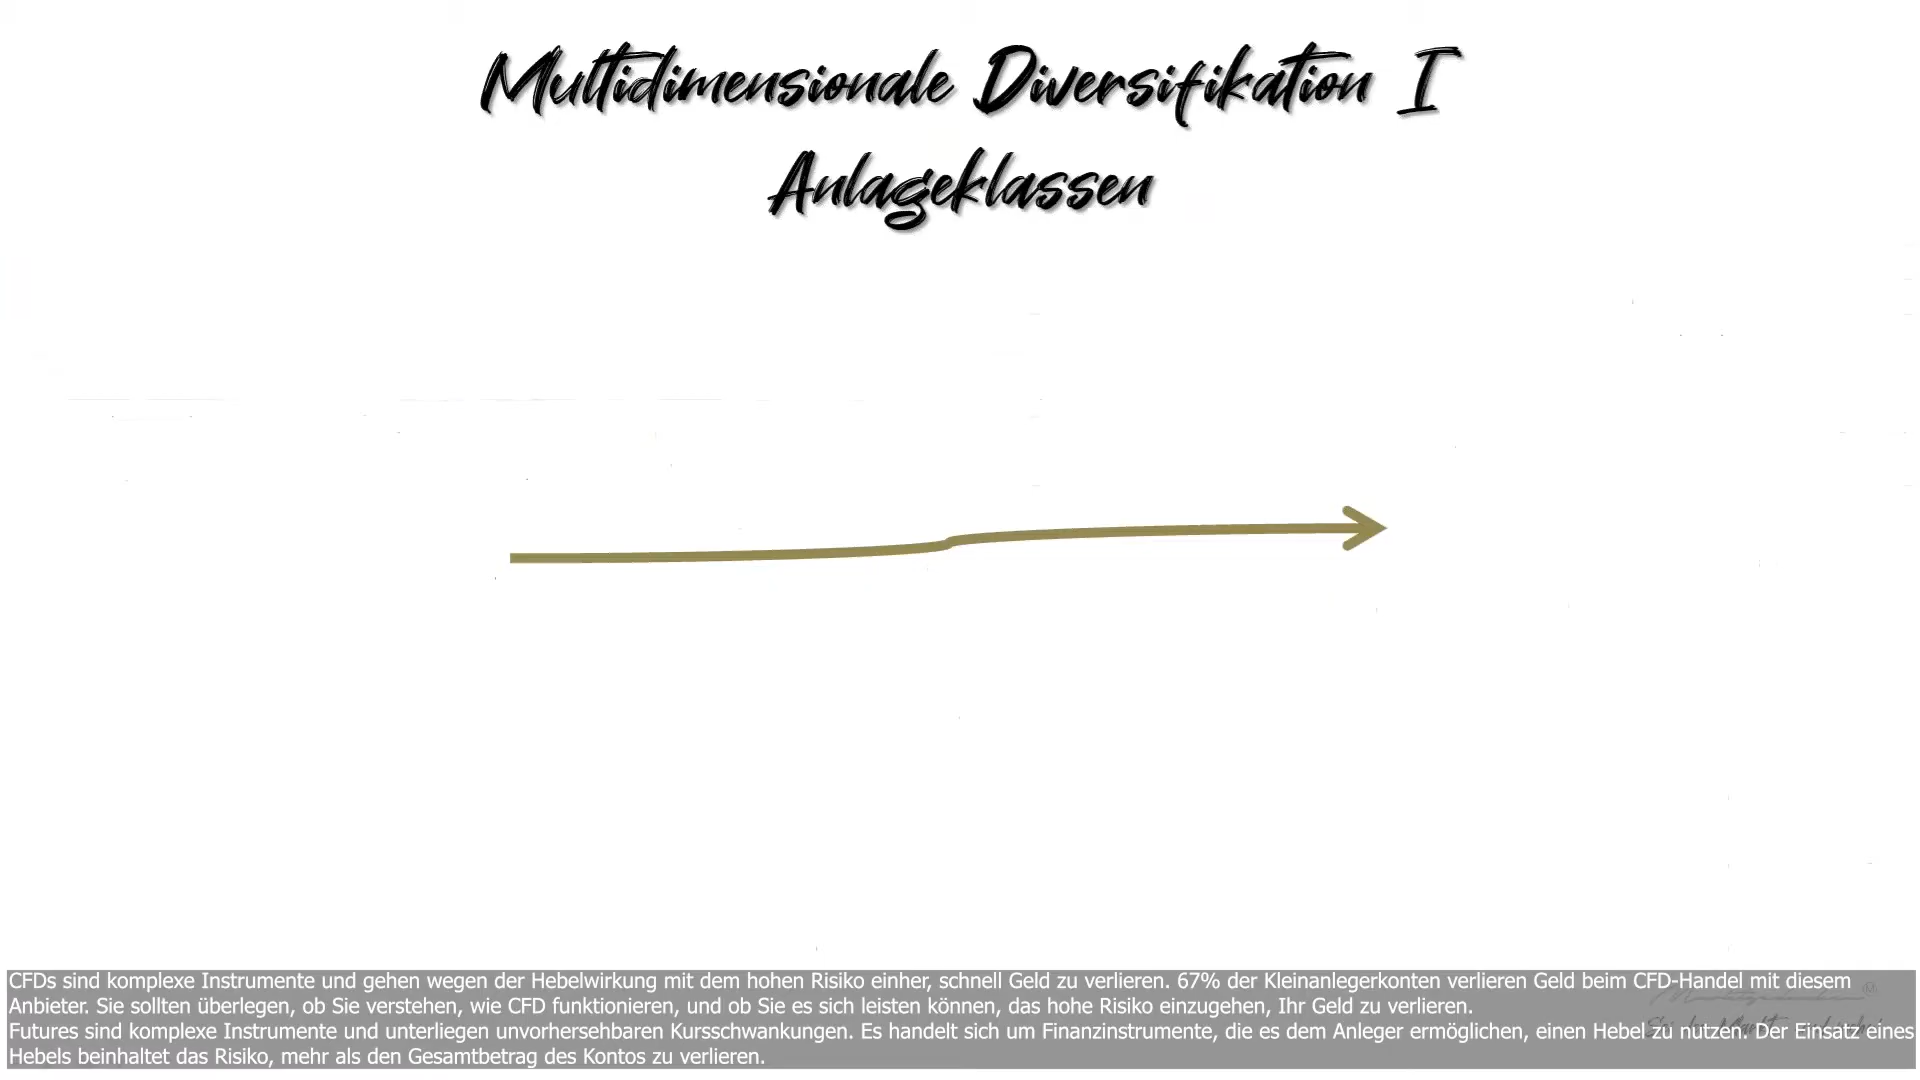 Multidimensionale Diversifikation I
Anlageklassen
CFDs sind komplexe Instrumente und gehen wegen der Hebelwirkung mit dem hohen Risiko einher, schnell Geld zu verlieren. 67% der Kleinanlegerkonten verlieren Geld beim CFD-Handel mit diesem
Anbieter. Sie sollten überlegen, ob Sie verstehen, wie CFD funktionieren, und ob Sie es sich leisten können, das hohe Risiko einzugehen, Ihr Geld zu verlieren.
Futures sind komplexe Instrumente und unterliegen unvorhersehbaren Kursschwankungen. Es handelt sich um Finanzinstrumente, die es dem Anleger ermöglichen, einen Hebel zu nutzen. Der Einsatz eines
Hebels beinhaltet das Risiko, mehr als den Gesamtbetrag des Kontos zu verlieren.